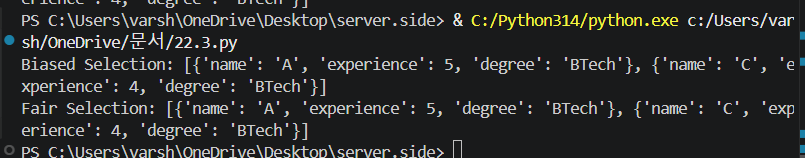 PS C:\Users\varsh\OneDrive\Desktop\server.side> & C:/Python314/python.exe c:/Users/var
sh/OneDrive/문서/22.3.py
Biased Selection: [{'name': 'A', 'experience': 5, 'degree': 'BTech'}, {'name': 'C', 'e
xperience': 4, 'degree': 'BTech'}]
Fair Selection: [{'name': 'A', 'experience': 5, 'degree': 'BTech'}, {'name': 'C', 'exp
erience': 4, 'degree': 'BTech'}]
PS C:\Users\varsh\OneDrive\Desktop\server.side>